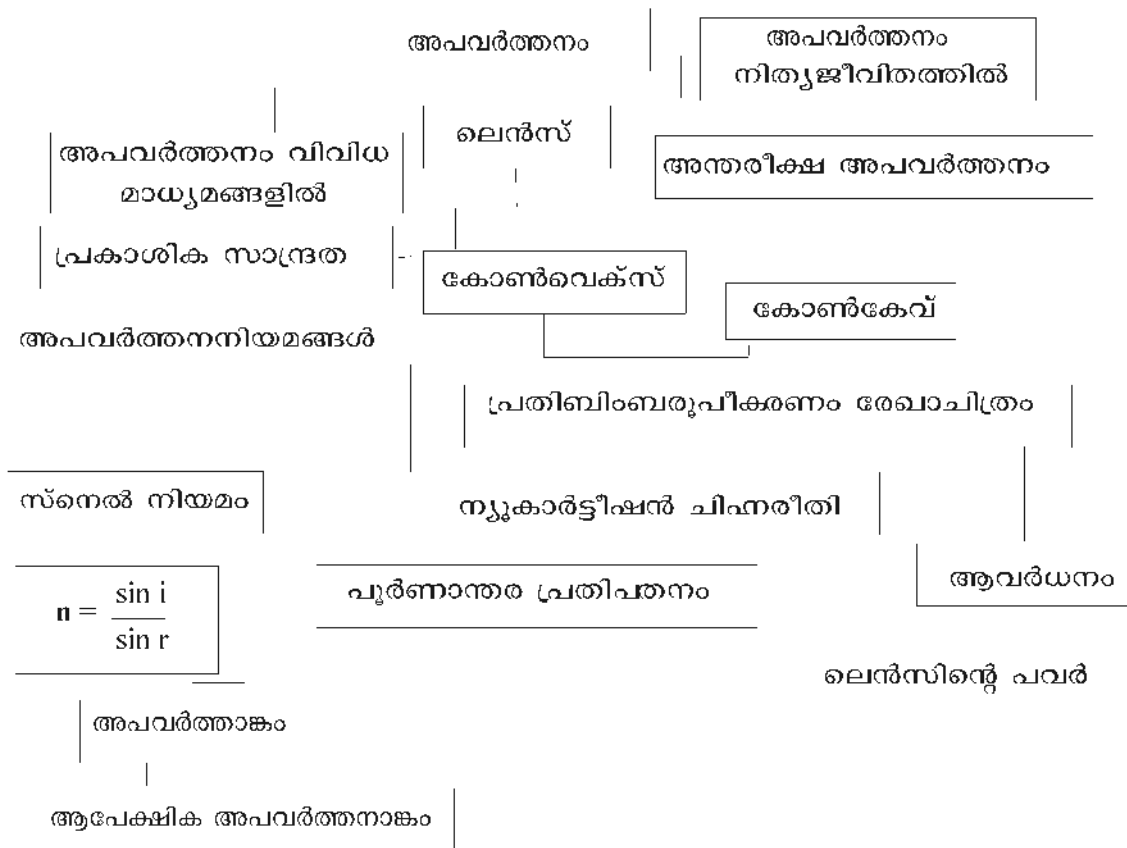 അപവർത്തനം
അപവർത്തനം
നിത്യജീവിതത്തിൽ
ലെൻസ്
അപവർത്തനം വിവിധ
മാധ്യമങ്ങളിൽ
അന്തരീക്ഷ അപവർത്തനം
പ്രകാശിക സാന്ദ്രത
കോൺവെക്സ്
കോൺകേവ്
അപവർത്തനനിയമങ്ങൾ
പ്രതിബിംബരൂപീകരണം രേഖാചിത്രം
സ്നെൽ നിയമം
ന്യൂകാർട്ടീഷൻ ചിഹ്നരീതി
n = sin i / sin r
പൂർണാന്തര പ്രതിപതനം
ആവർധനം
ലെൻസിന്റെ പവർ
അപവർത്താങ്കം
ആപേക്ഷിക അപവർത്തനാങ്കം